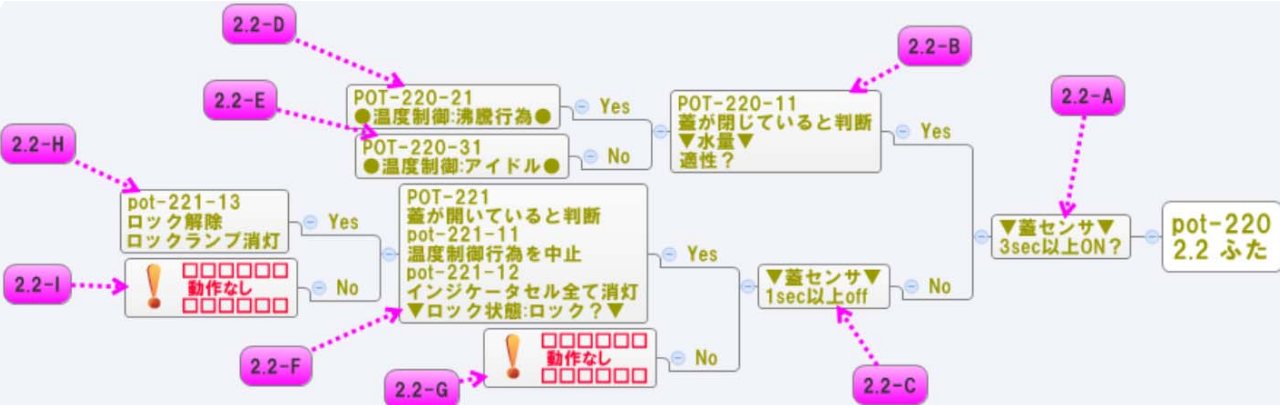 2.2-D
2.2-B
2.2-E
2.2-A
POT-220-21
●温度制御:沸騰行為●
Yes
POT-220-11
蓋が閉じていると判断
▼水量▼
適性？
Yes
2.2-H
POT-220-31
●温度制御:アイドル●
No
pot-221-13
ロック解除
ロックランプ消灯
Yes
POT-221
蓋が開いていると判断
pot-221-11
温度制御行為を中止
pot-221-12
インジケータセル全て消灯
▼ロック状態:ロック？▼
Yes
▼蓋センサ▼
3sec以上ON？
pot-220
2.2 ふた
2.2-I
□□□□□□
動作なし
□□□□□□
No
▼蓋センサ▼
1sec以上off
No
2.2-F
□□□□□□
動作なし
□□□□□□
No
2.2-G
2.2-C